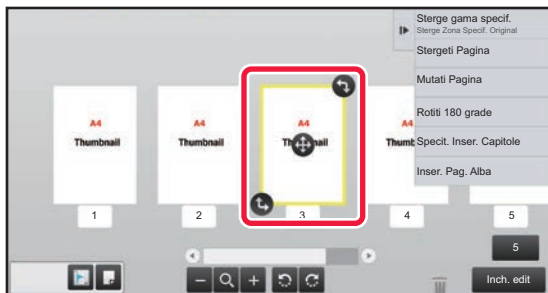 Sterge gama specif.
Sterge Zona Specif. Original
Stergeti Pagina
Mutati Pagina
Rotiti 180 grade
Specit. Inser. Capitole
Inser. Pag. Alba
A4
Thumbnail
A4
Thumbnail
A4
A4
1
2
3
4
5
5
Inch. edit